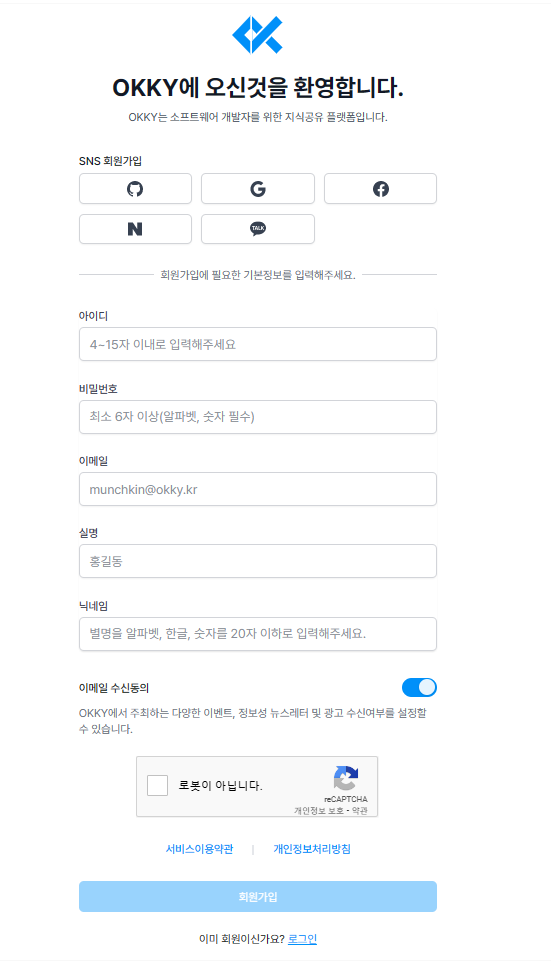 OKKY에 오신것을 환영합니다.
OKKY는 소프트웨어 개발자를 위한 지식공유 플랫폼입니다.
SNS 회원가입
TALK
회원가입에 필요한 기본정보를 입력해주세요.
아이디
4~15자 이내로 입력해주세요
비밀번호
최소 6자 이상(알파벳, 숫자 필수)
이메일
munchkin@okky.kr
실명
홍길동
닉네임
별명을 알파벳, 한글, 숫자를 20자 이하로 입력해주세요.
이메일 수신동의
OKKY에서 주최하는 다양한 이벤트, 정보성 뉴스레터 및 광고 수신여부를 설정할
수 있습니다.
로봇이 아닙니다.
reCAPTCHA
개인정보 보호 - 약관
서비스이용약관 | 개인정보처리방침
회원가입
이미 회원이신가요? 로그인